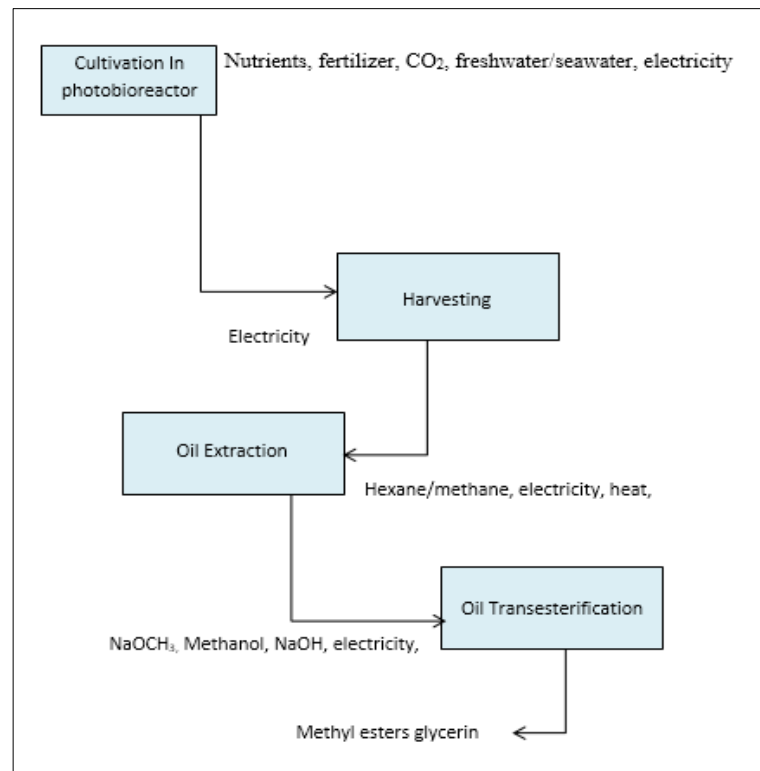 Cultivation In
photobioreactor
Nutrients, fertilizer, CO₂, freshwater/seawater, electricity
Harvesting
Electricity
Oil Extraction
Hexane/methane, electricity, heat,
Oil Transesterification
NaOCH₃, Methanol, NaOH, electricity,
Methyl esters glycerin